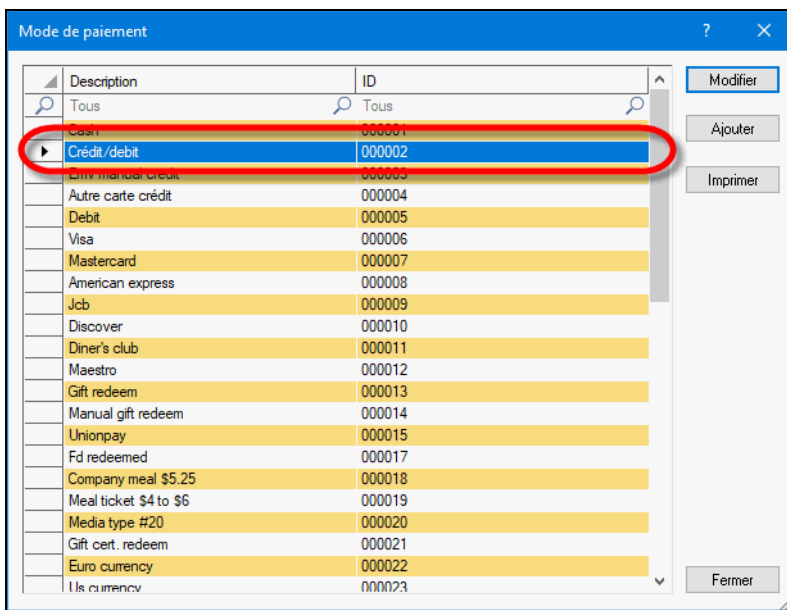 Mode de paiement ?
Description ID
Tous Tous
Cash 000001
Crédit/debit 000002
Emv manual credit 000003
Autre carte crédit 000004
Debit 000005
Visa 000006
Mastercard 000007
American express 000008
Jcb 000009
Discover 000010
Diner's club 000011
Maestro 000012
Gift redeem 000013
Manual gift redeem 000014
Unionpay 000015
Fd redeemed 000017
Company meal $5.25 000018
Meal ticket $4 to $6 000019
Media type #20 000020
Gift cert. redeem 000021
Euro currency 000022
Us currency 000023
Modifier
Ajouter
Imprimer
Fermer